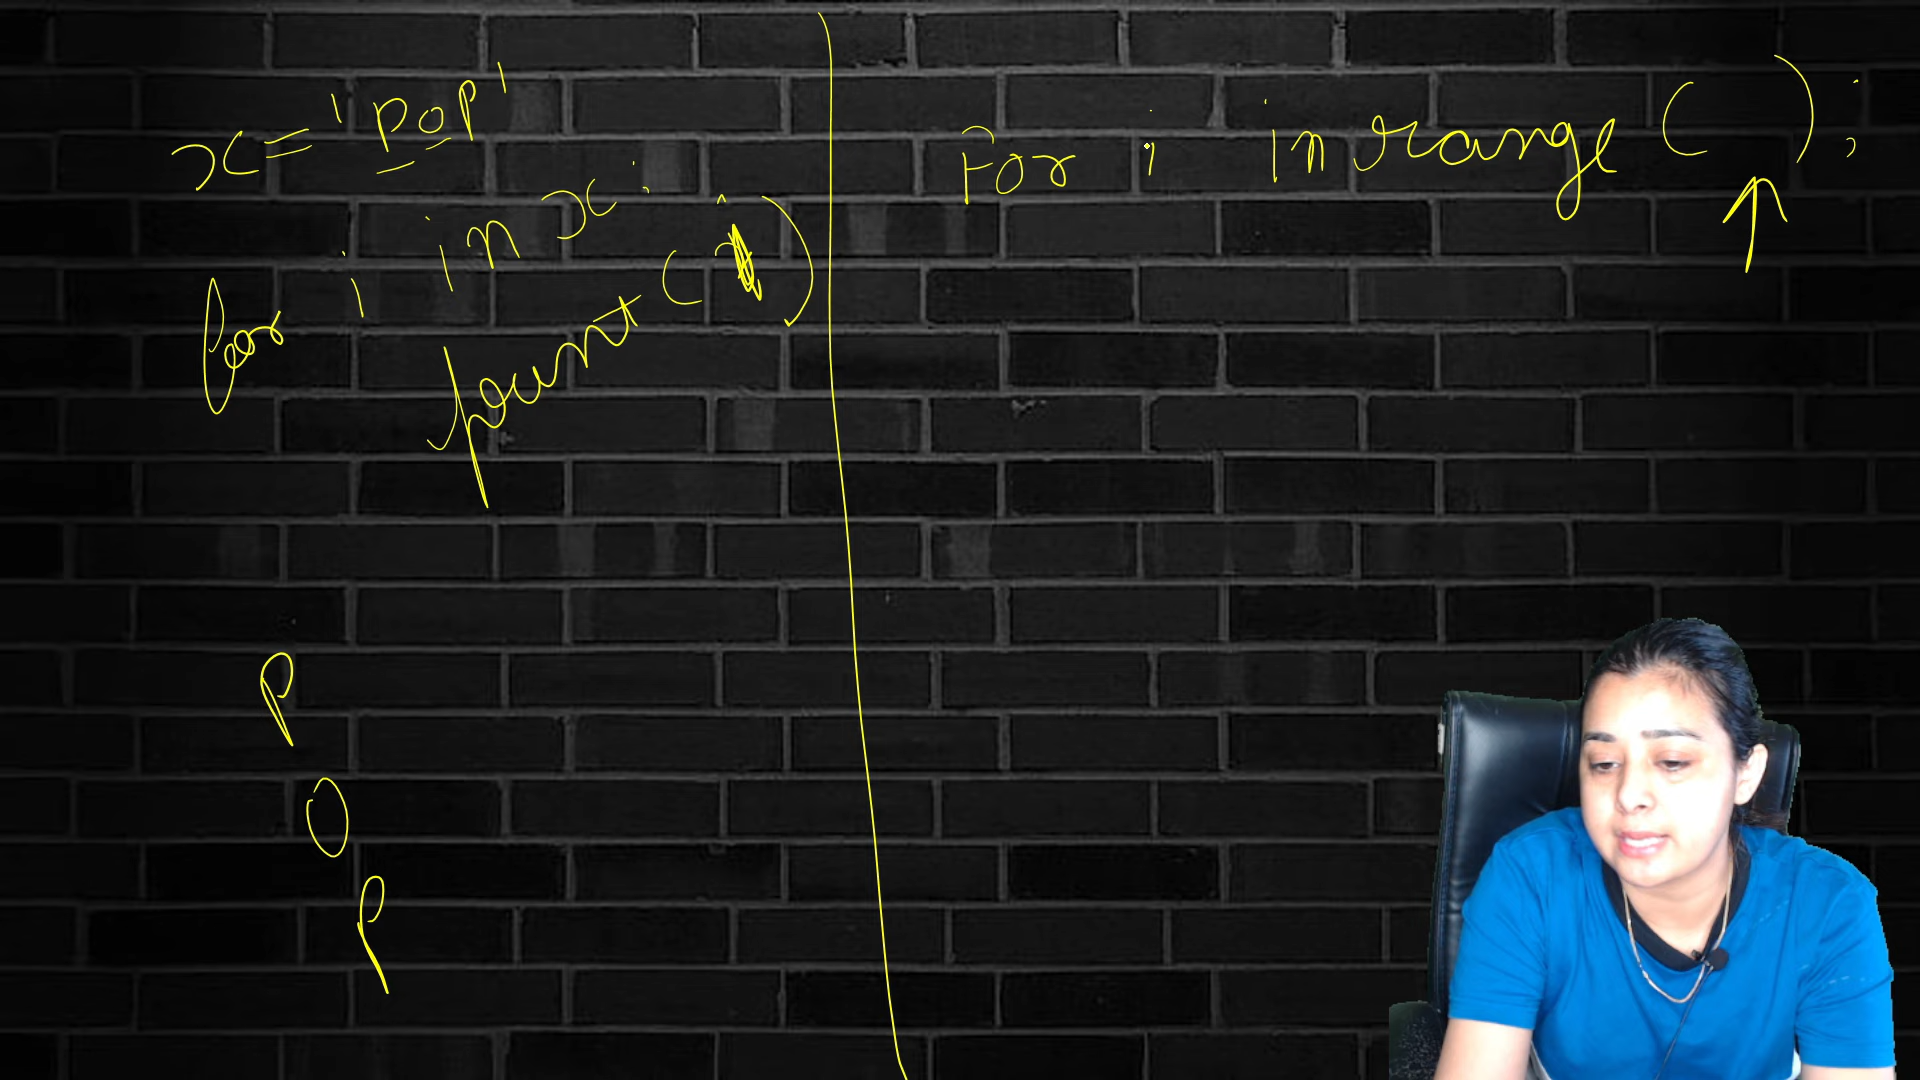 x = 'POP'
for i in x:
print(i)
P
O
P
For i in range ( ):